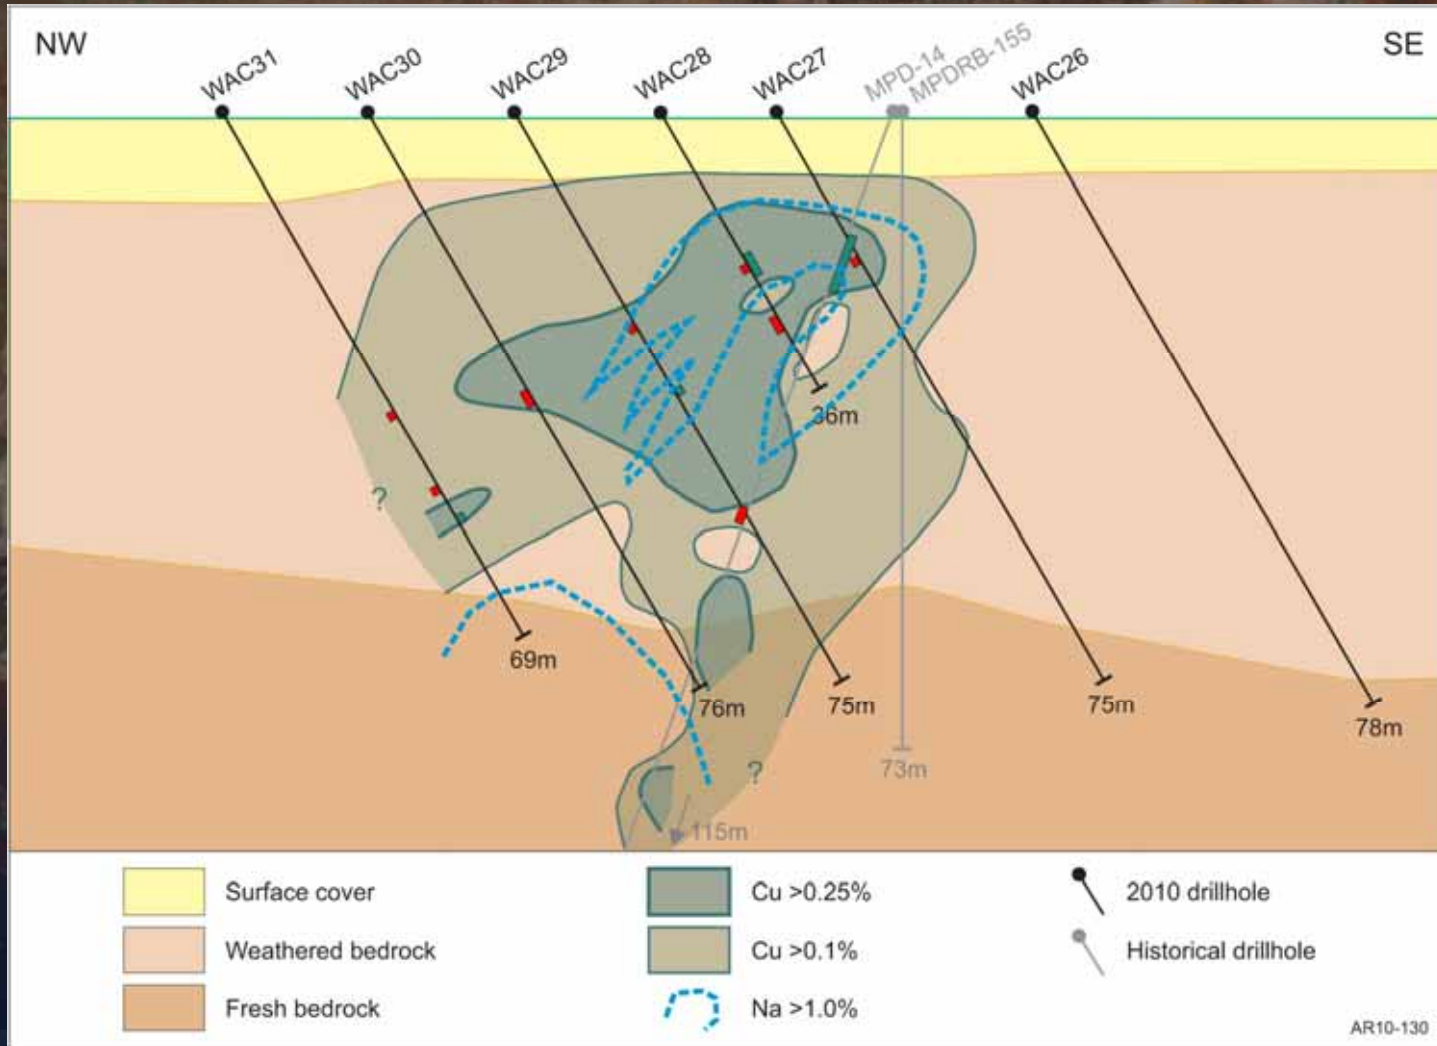 NW
SE
WAC31
WAC30
WAC29
WAC28
WAC27
MPD-14
MPDRB-155
WAC26
36m
?
69m
76m
75m
75m
78m
73m
?
115m
Surface cover
Cu >0.25%
2010 drillhole
Weathered bedrock
Cu >0.1%
Historical drillhole
Fresh bedrock
Na >1.0%
AR10-130